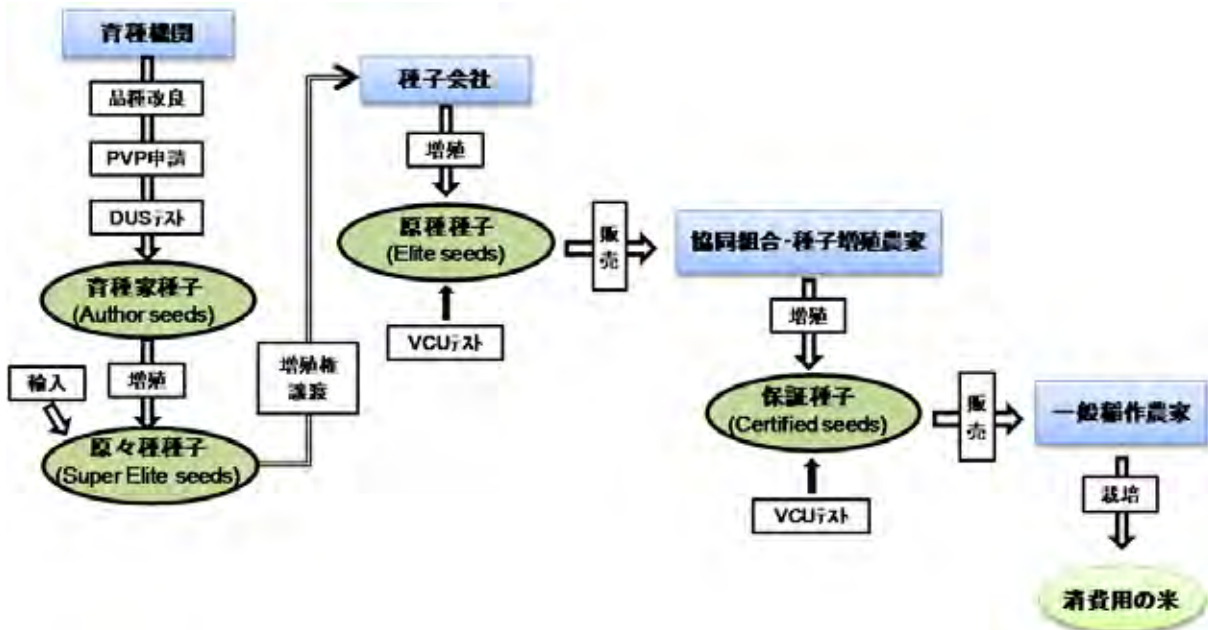 育種機関
品種改良
PVP申請
DUSテスト
育種家種子
(Author seeds)
輸入
増殖
原々種種子
(Super Elite seeds)
増殖権
譲渡
種子会社
増殖
原種種子
(Elite seeds)
VCUテスト
販
売
協同組合・種子増殖農家
増殖
保証種子
(Certified seeds)
VCUテスト
販
売
一般稲作農家
栽培
消費用の米